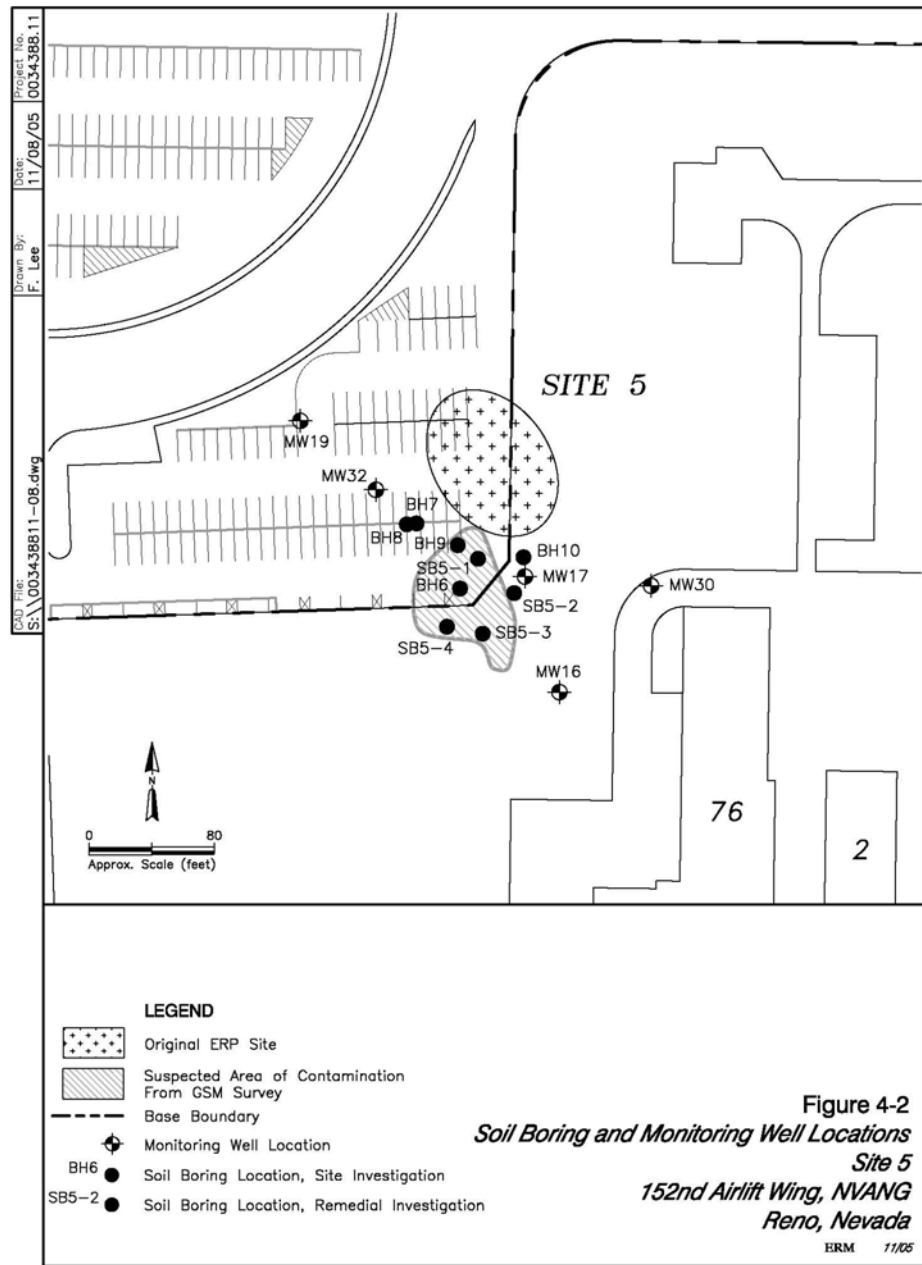 Project No.
0034388.11
Date:
11/08/05
Drawn By:
F. Lee
CAD File:
S:\\003438811-08.dwg
SITE 5
MW19
MW32
BH7
BH8
BH9
BH10
SB5-1
MW17
MW30
BH6
SB5-2
SB5-4
SB5-3
MW16
N
0 80
Approx. Scale (feet)
76
2
LEGEND
Original ERP Site
Suspected Area of Contamination
From GSM Survey
Base Boundary
Monitoring Well Location
BH6 Soil Boring Location, Site Investigation
SB5-2 Soil Boring Location, Remedial Investigation
Figure 4-2
Soil Boring and Monitoring Well Locations
Site 5
152nd Airlift Wing, NVANG
Reno, Nevada
ERM 11/05